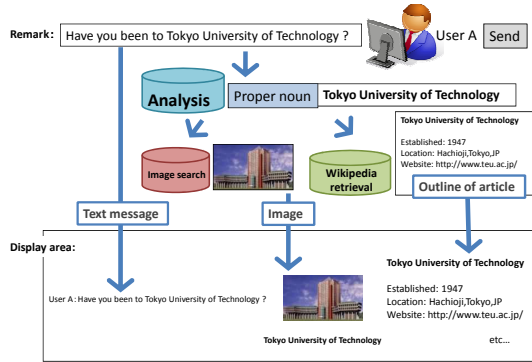 Remark: Have you been to Tokyo University of Technology ? User A Send
Analysis Proper noun Tokyo University of Technology
Tokyo University of Technology
Established: 1947
Location: Hachioji,Tokyo,JP
Website: http://www.teu.ac.jp/
Image search
Wikipedia
retrieval
Outline of article
Text message
Image
Display area:
Tokyo University of Technology
Established: 1947
Location: Hachioji,Tokyo,JP
Website: http://www.teu.ac.jp/
User A: Have you been to Tokyo University of Technology ?
Tokyo University of Technology
etc…